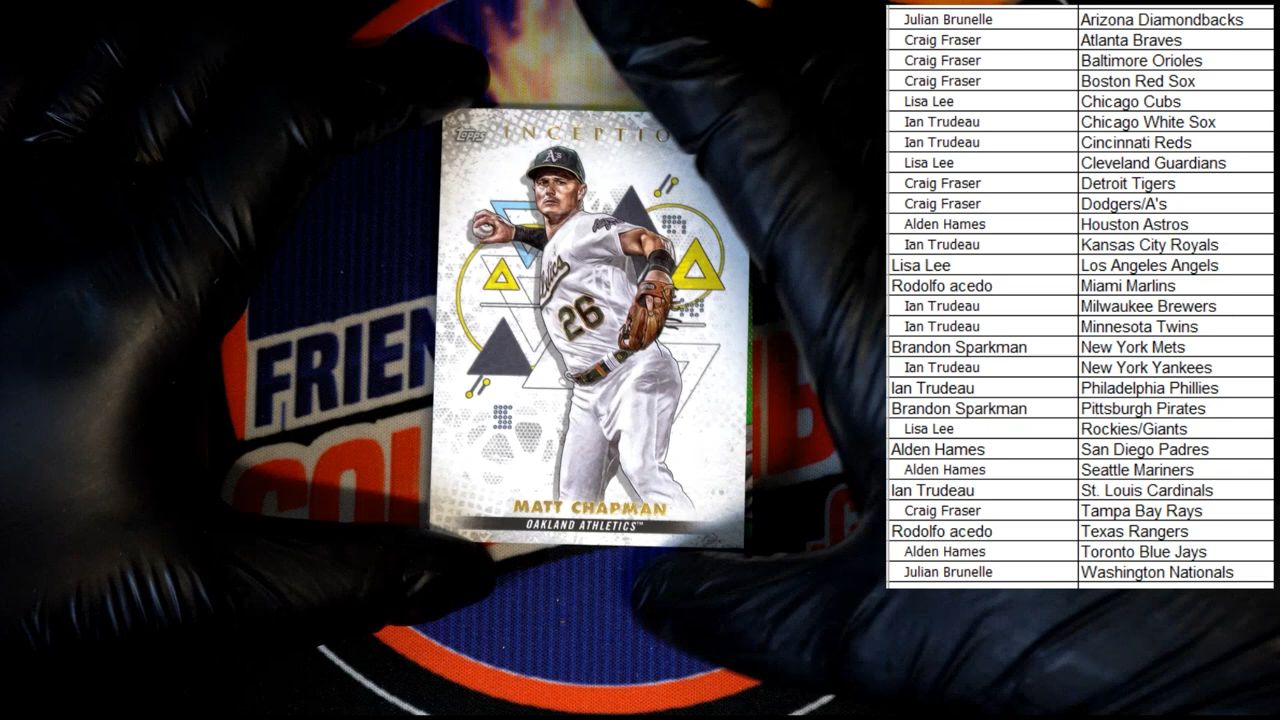 Topps INCEPTIO
A's
26
MATT CHAPMAN
OAKLAND ATHLETICS™
FRIEN
COL
Julian Brunelle Arizona Diamondbacks
Craig Fraser Atlanta Braves
Craig Fraser Baltimore Orioles
Craig Fraser Boston Red Sox
Lisa Lee Chicago Cubs
Ian Trudeau Chicago White Sox
Ian Trudeau Cincinnati Reds
Lisa Lee Cleveland Guardians
Craig Fraser Detroit Tigers
Craig Fraser Dodgers/A's
Alden Hames Houston Astros
Ian Trudeau Kansas City Royals
Lisa Lee Los Angeles Angels
Rodolfo acedo Miami Marlins
Ian Trudeau Milwaukee Brewers
Ian Trudeau Minnesota Twins
Brandon Sparkman New York Mets
Ian Trudeau New York Yankees
Ian Trudeau Philadelphia Phillies
Brandon Sparkman Pittsburgh Pirates
Lisa Lee Rockies/Giants
Alden Hames San Diego Padres
Alden Hames Seattle Mariners
Ian Trudeau St. Louis Cardinals
Craig Fraser Tampa Bay Rays
Rodolfo acedo Texas Rangers
Alden Hames Toronto Blue Jays
Julian Brunelle Washington Nationals